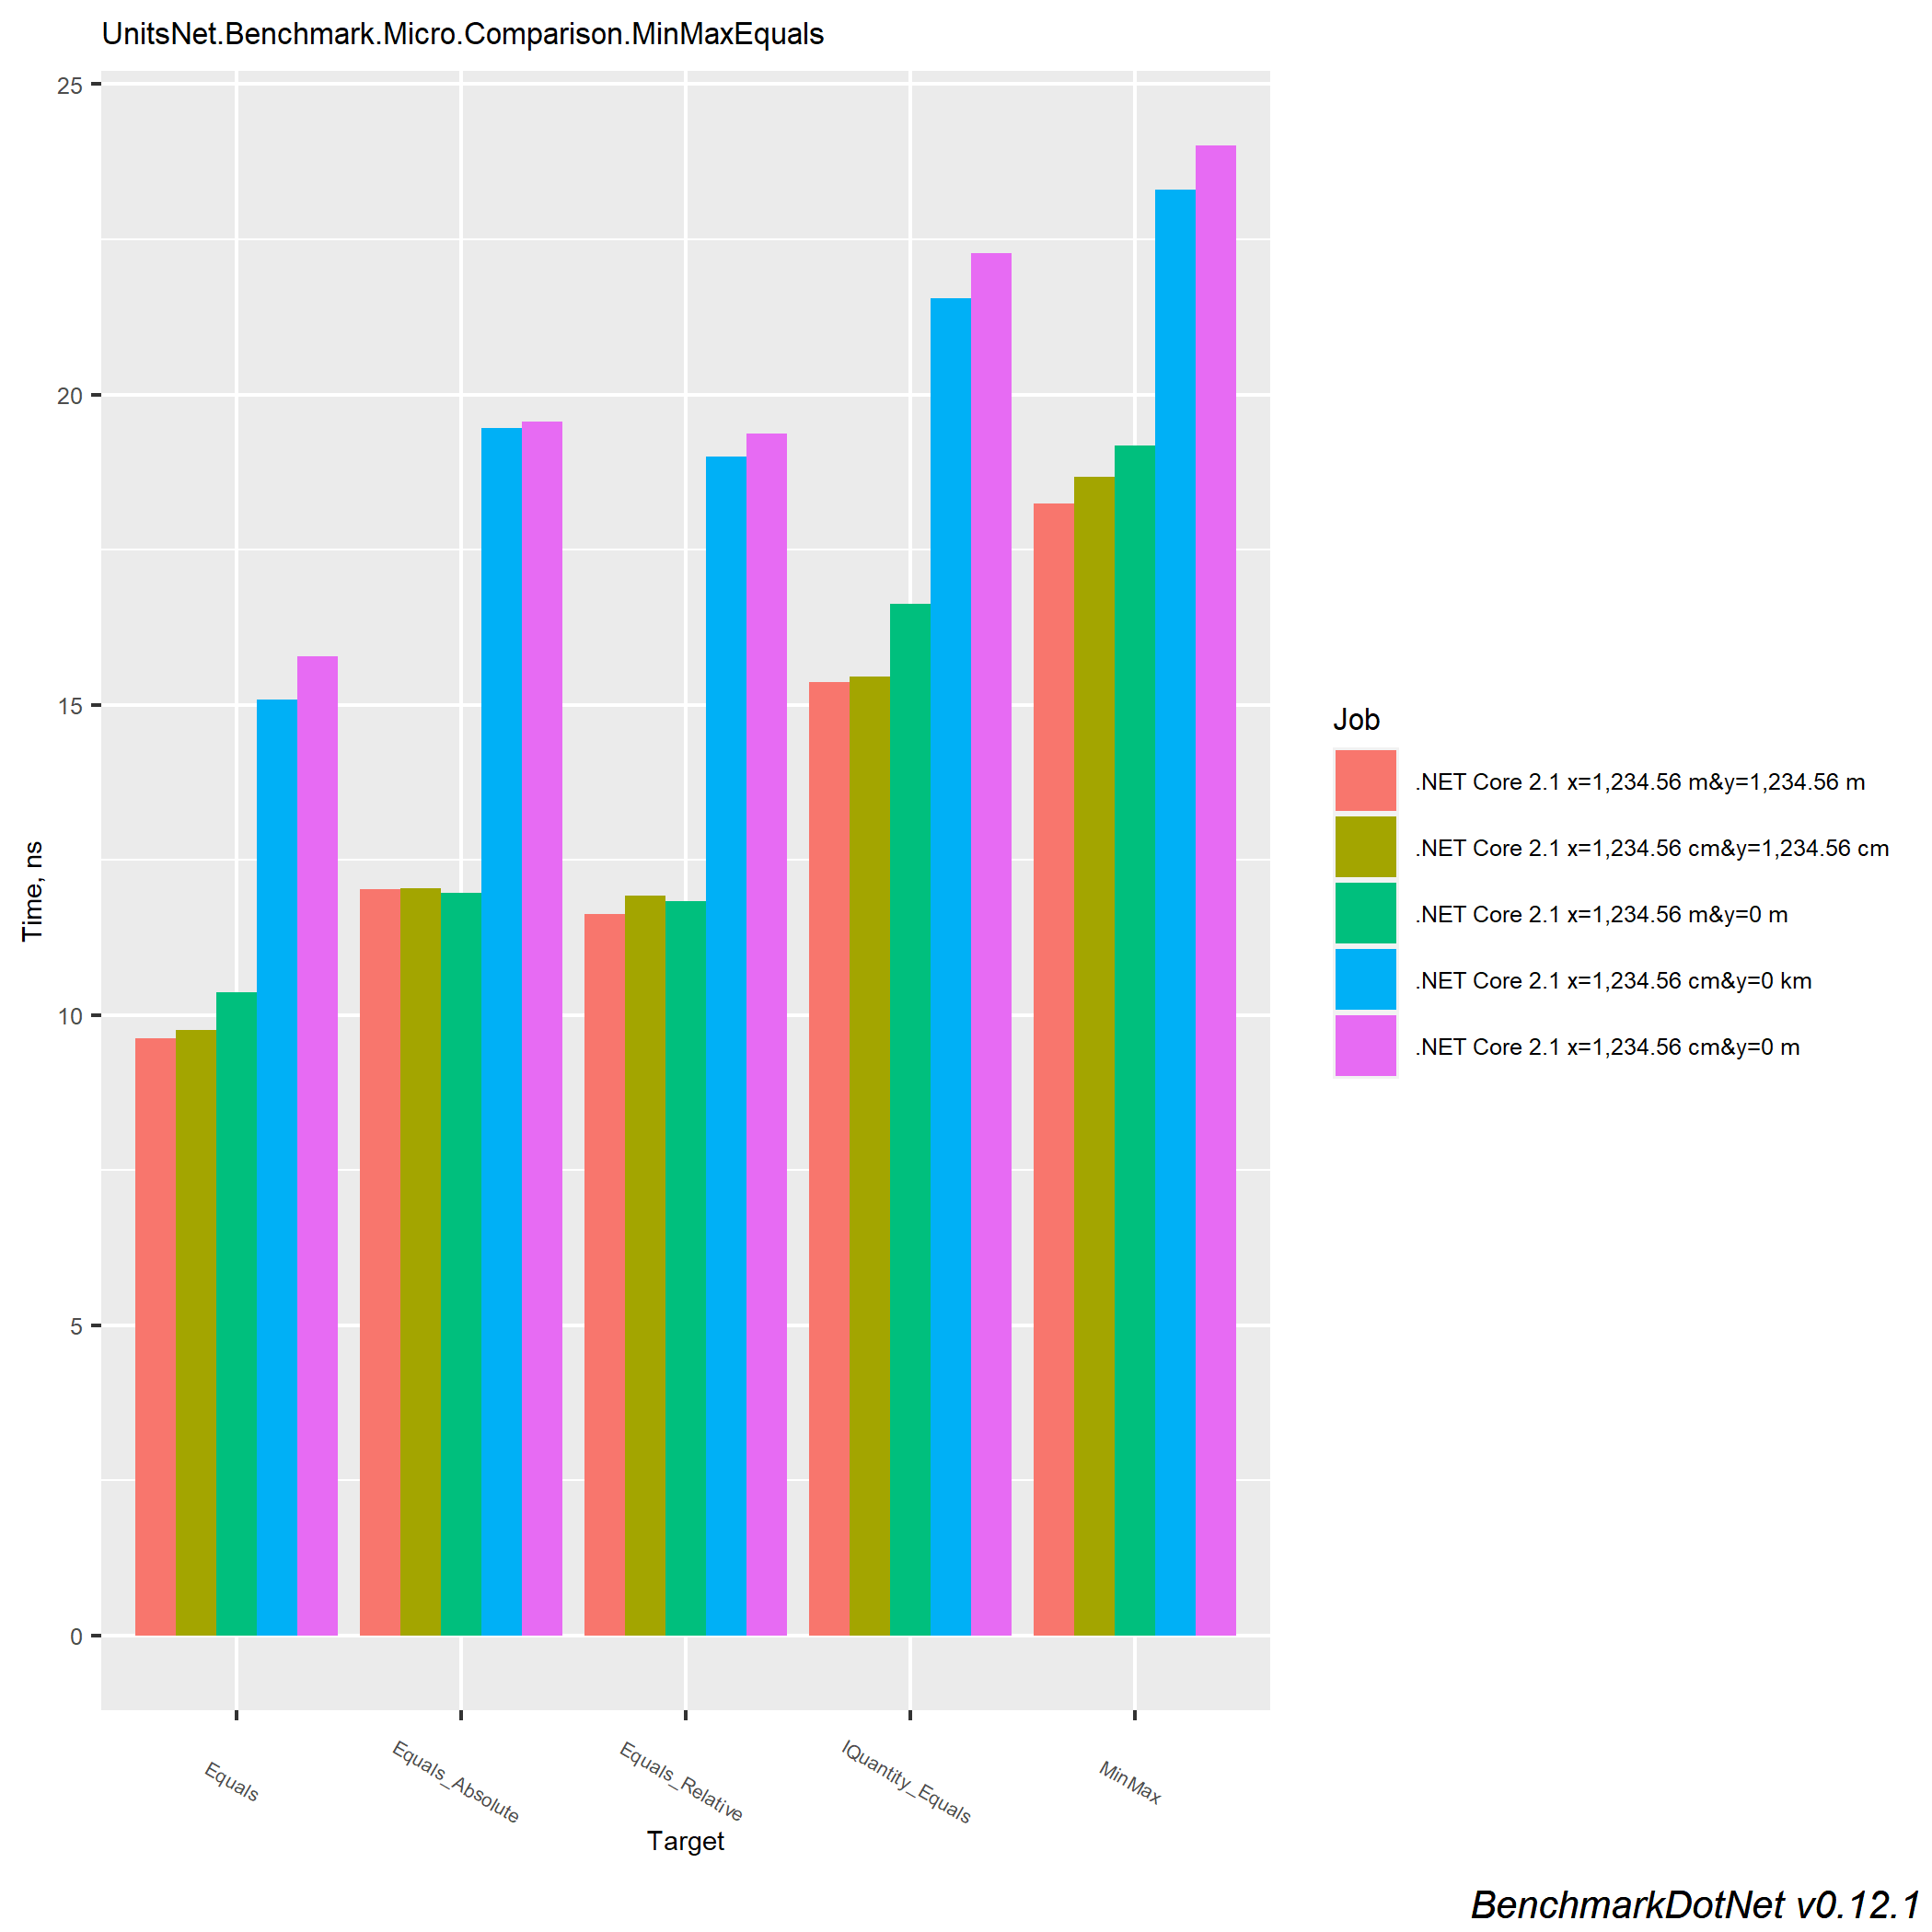 UnitsNet.Benchmark.Micro.Comparison.MinMaxEquals
25
20
15
10
5
0
Time, ns
Equals
Equals_Absolute
Equals_Relative
IQuantity_Equals
MinMax
Target
Job
.NET Core 2.1 x=1,234.56 m&y=1,234.56 m
.NET Core 2.1 x=1,234.56 cm&y=1,234.56 cm
.NET Core 2.1 x=1,234.56 m&y=0 m
.NET Core 2.1 x=1,234.56 cm&y=0 km
.NET Core 2.1 x=1,234.56 cm&y=0 m
BenchmarkDotNet v0.12.1